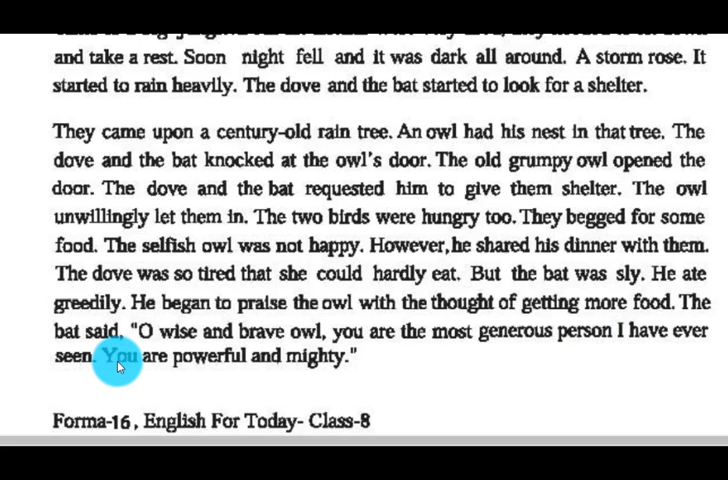 and take a rest. Soon night fell and it was dark all around. A storm rose. It
started to rain heavily. The dove and the bat started to look for a shelter.
They came upon a century-old rain tree. An owl had his nest in that tree. The
dove and the bat knocked at the owl's door. The old grumpy owl opened the
door. The dove and the bat requested him to give them shelter. The owl
unwillingly let them in. The two birds were hungry too. They begged for some
food. The selfish owl was not happy. However, he shared his dinner with them.
The dove was so tired that she could hardly eat. But the bat was sly. He ate
greedily. He began to praise the owl with the thought of getting more food. The
bat said, "O wise and brave owl, you are the most generous person I have ever
seen. You are powerful and mighty."
Forma-16, English For Today- Class-8